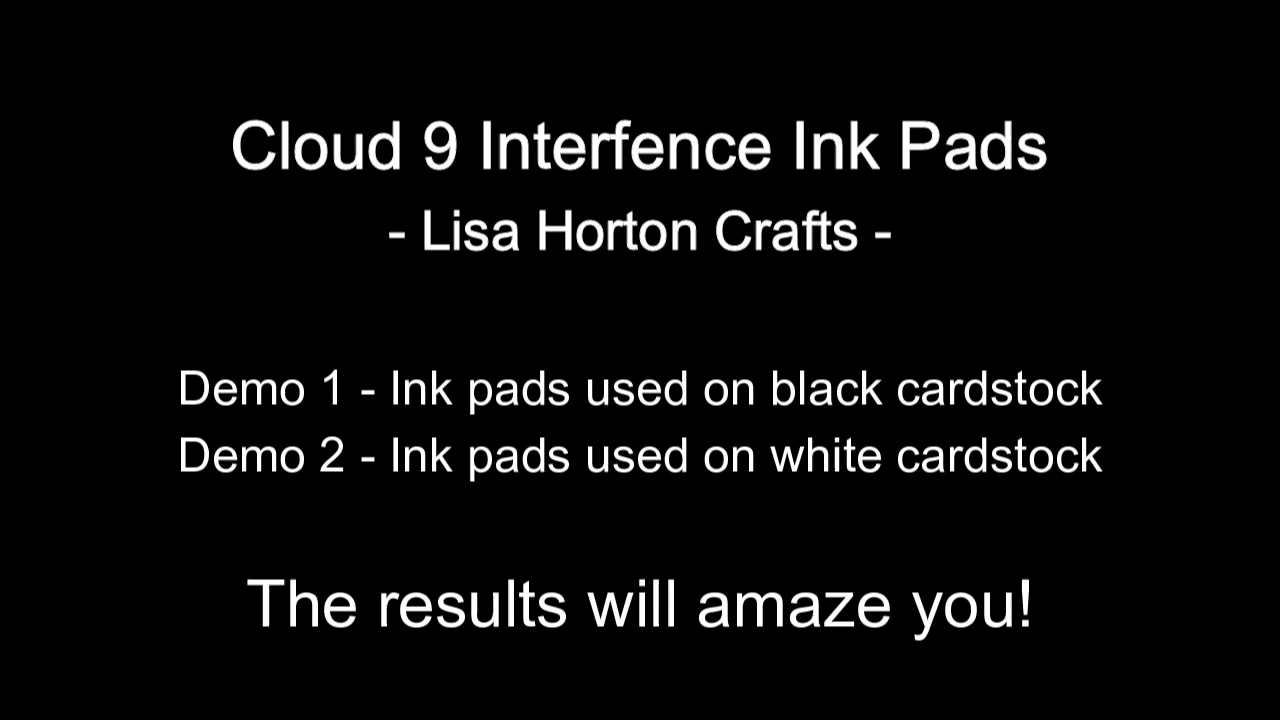 Cloud 9 Interfence Ink Pads
- Lisa Horton Crafts -
Demo 1 - Ink pads used on black cardstock
Demo 2 - Ink pads used on white cardstock
The results will amaze you!